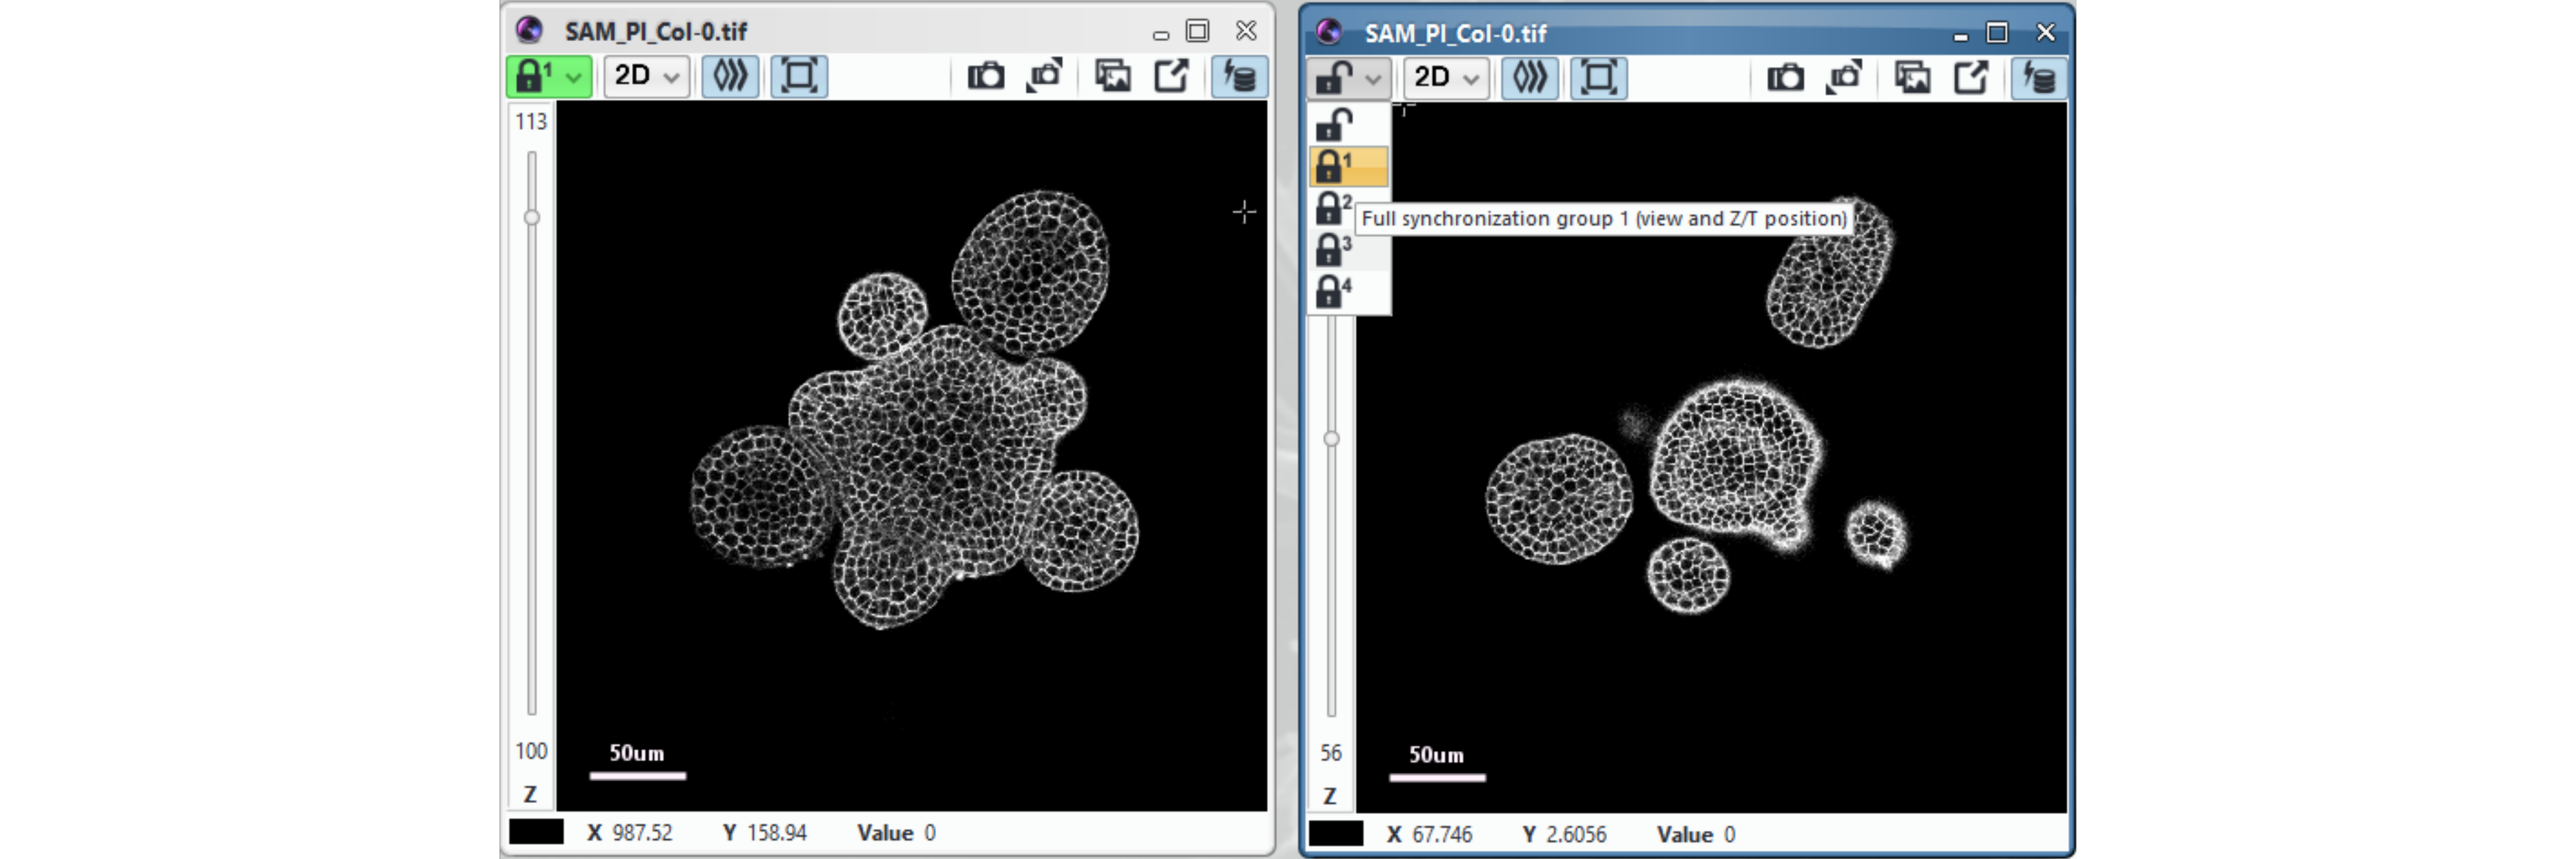 SAM_PI_Col-0.tif
1
2D
113
100
Z
50um
X 987.52 Y 158.94 Value 0
SAM_PI_Col-0.tif
2D
1
2
Full synchronization group 1 (view and Z/T position)
3
4
56
Z
50um
X 67.746 Y 2.6056 Value 0